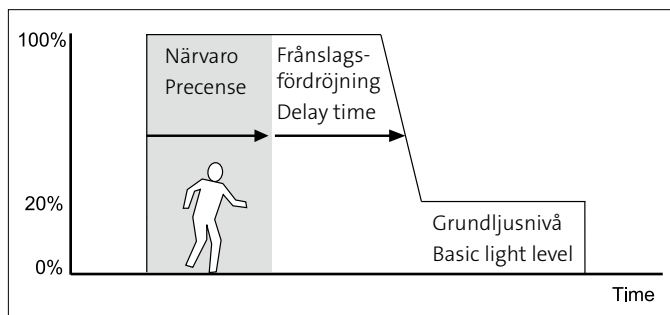 100%
Närvaro
Precense
Frånslags-
fördröjning
Delay time
20%
Grundljusnivå
Basic light level
0%
Time